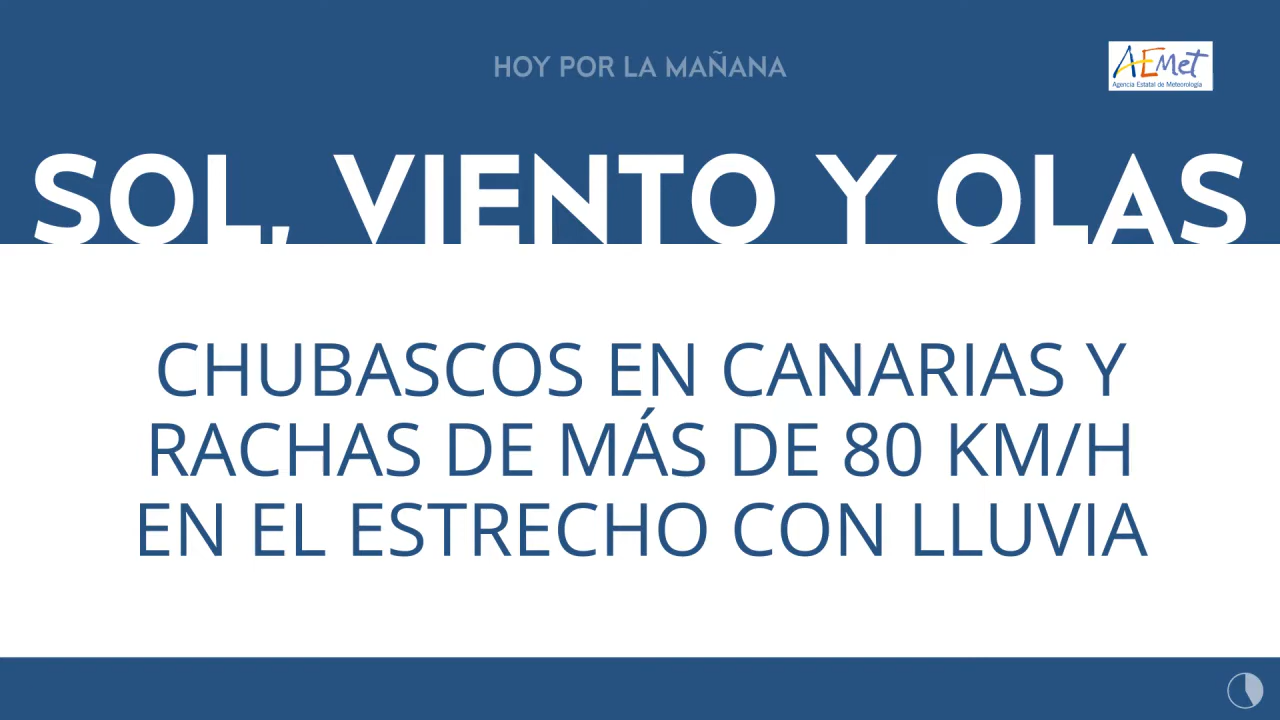 HOY POR LA MAÑANA
AEMet
Agencia Estatal de Meteorología
SOL, VIENTO Y OLAS
CHUBASCOS EN CANARIAS Y
RACHAS DE MÁS DE 80 KM/H
EN EL ESTRECHO CON LLUVIA